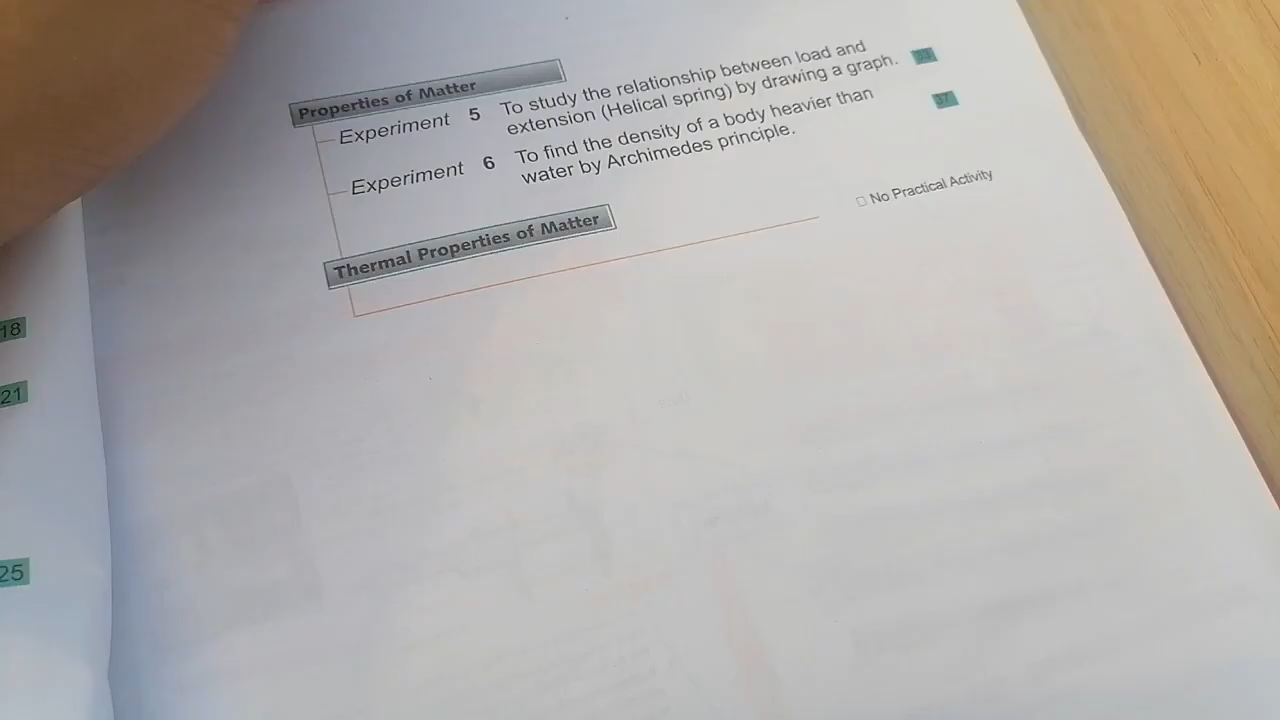 Properties of Matter
Experiment 5 To study the relationship between load and
extension (Helical spring) by drawing a graph.
Experiment 6 To find the density of a body heavier than 37
water by Archimedes principle.
Thermal Properties of Matter
□ No Practical Activity
18
21
25